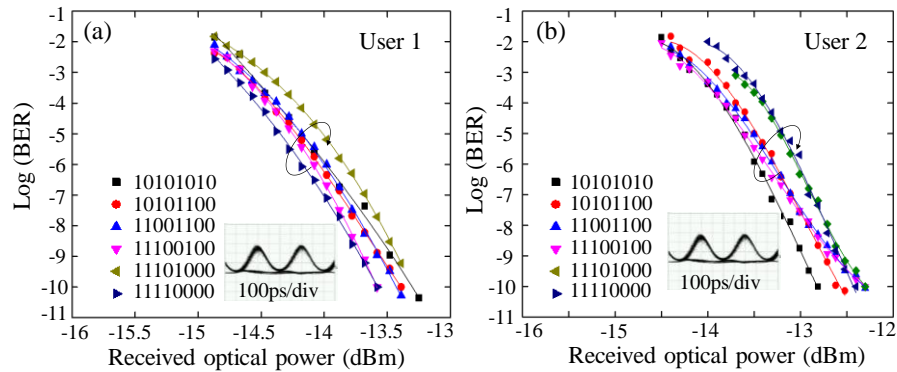 (a)
User 1
Log (BER)
-1
-2
-3
-4
-5
-6
-7
-8
-9
-10
-11
10101010
10101100
11001100
11100100
11101000
11110000
100ps/div
-16 -15 -14.5 -14 -13.5 -13
Received optical power (dBm)
(b)
User 2
Log (BER)
-1
-2
-3
-4
-5
-6
-7
-8
-9
-10
-11
10101010
10101100
11001100
11100100
11101000
11110000
100ps/div
-16 -15 -14 -13 -12
Received optical power (dBm)